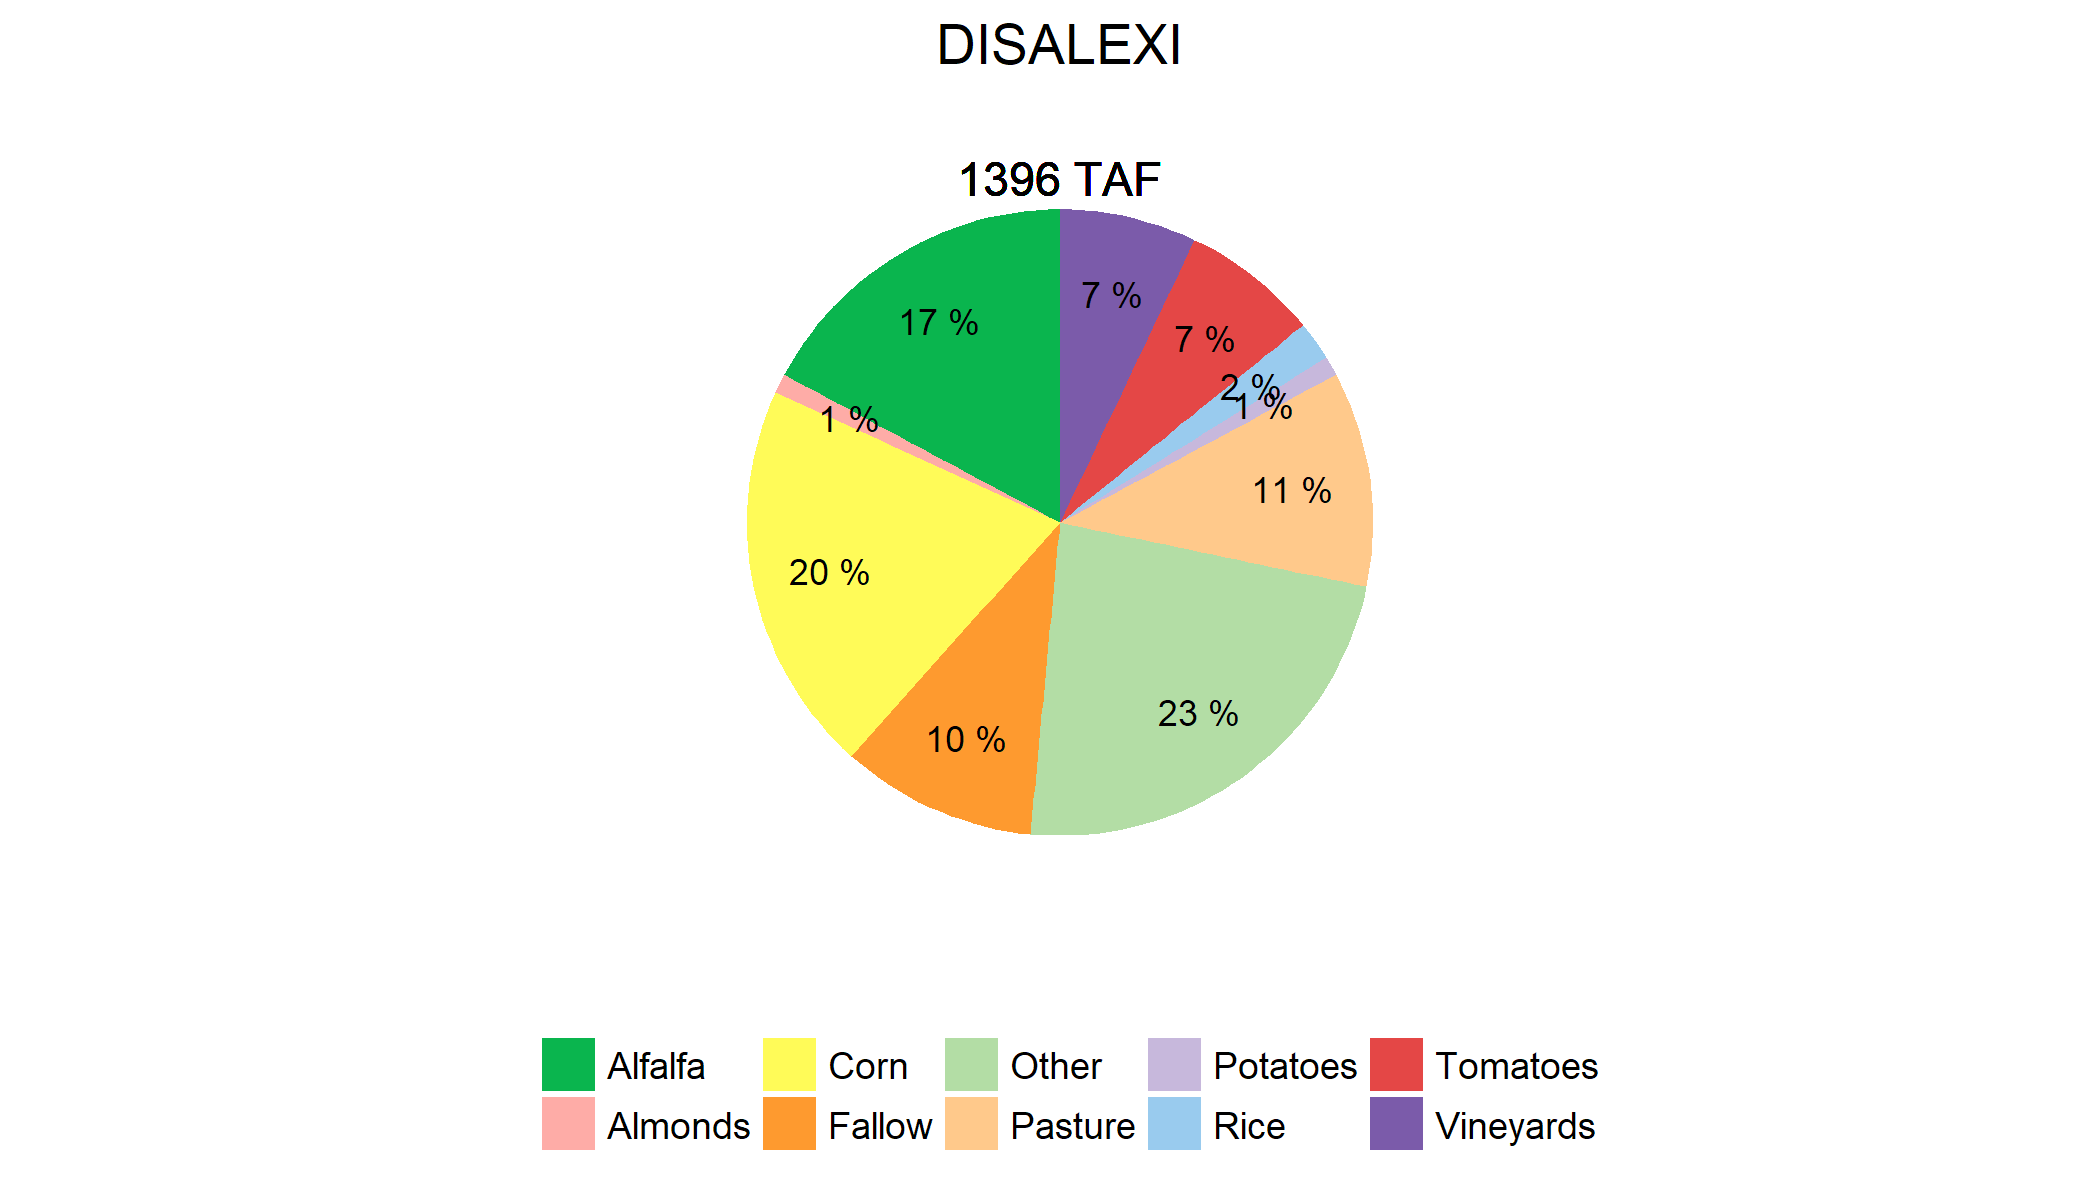 DISALEXI
1396 TAF
7 %
17 %
7 %
2 %
1 %
1 %
11 %
20 %
23 %
10 %
Alfalfa Corn Other Potatoes Tomatoes
Almonds Fallow Pasture Rice Vineyards